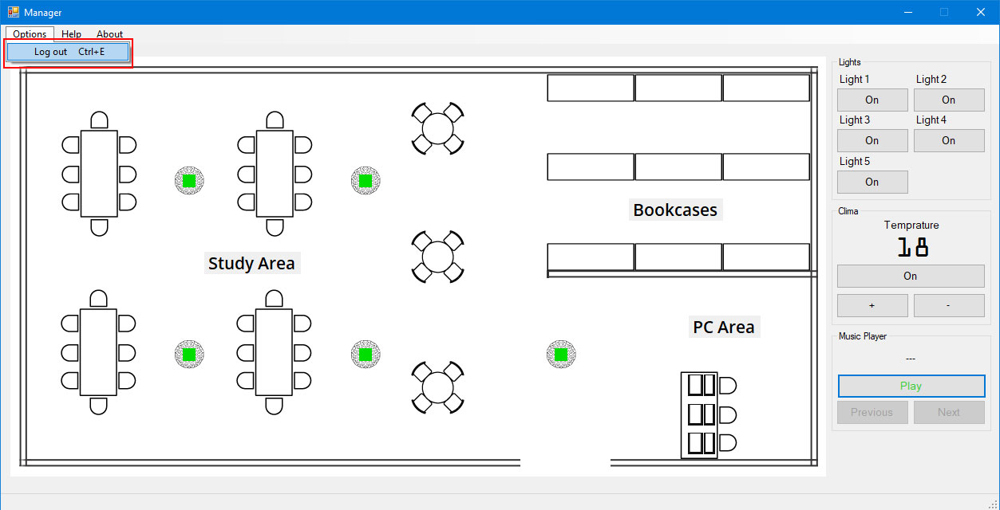 Manager
Options Help About
Log out Ctrl+E
Study Area
Bookcases
PC Area
Lights
Light 1 Light 2
On On
Light 3 Light 4
On On
Light 5
On
Clima
Temprature
18
On
+ -
Music Player
---
Play
Previous Next